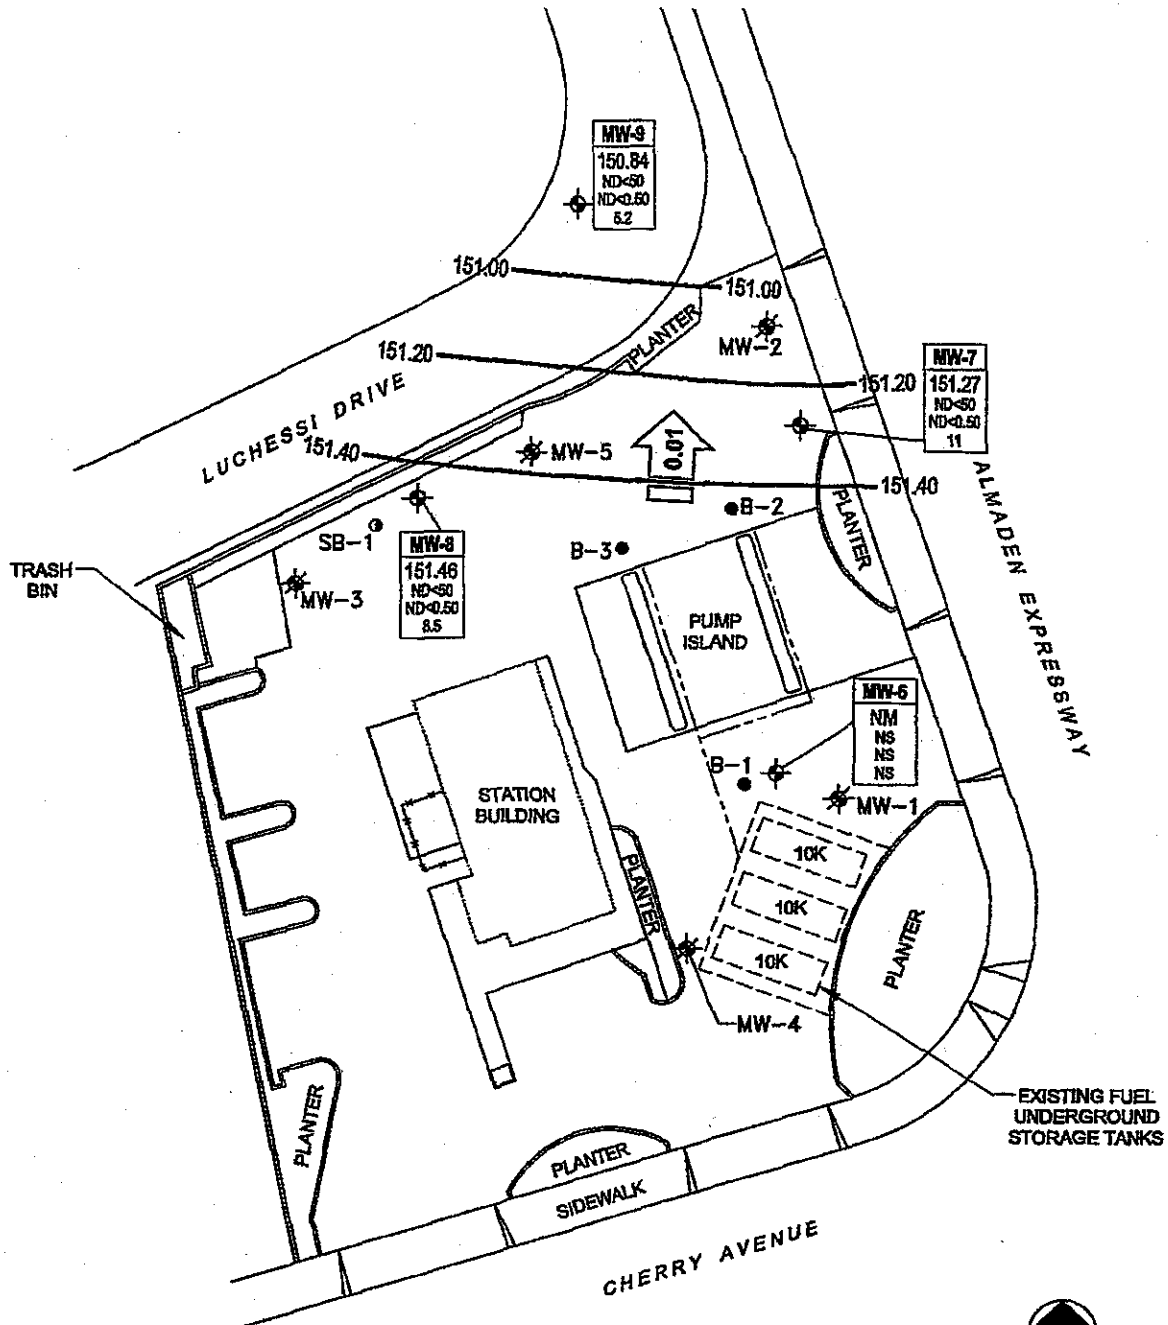 MW-9
150.84
ND<50
ND<0.50
5.2
151.00
151.00
PLANTER
MW-2
151.20
151.20
LUCHESSI DRIVE
MW-7
151.27
ND<50
ND<0.50
11
151.40
151.40
MW-5
0.01
B-2
PLANTER
ALMADEN EXPRESSWAY
SB-1
MW-8
151.46
ND<50
ND<0.50
8.5
B-3
TRASH
BIN
MW-3
PUMP
ISLAND
MW-6
NM
NS
NS
NS
B-1
MW-1
STATION
BUILDING
10K
10K
10K
PLANTER
PLANTER
MW-4
EXISTING FUEL
UNDERGROUND
STORAGE TANKS
PLANTER
PLANTER
SIDEWALK
CHERRY AVENUE